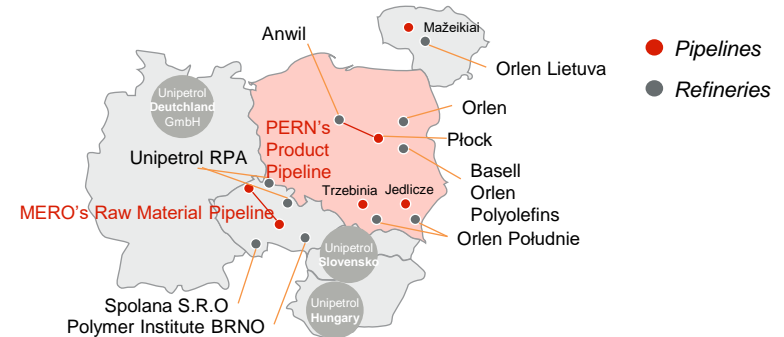 Anwil
Mažeikiai
Pipelines
Orlen Lietuva
Refineries
Unipetrol
Deutchland
GmbH
Orlen
PERN's
Product
Pipeline
Płock
Unipetrol RPA
Basell
Orlen
Polyolefins
Trzebinia
Jedlicze
MERO's Raw Material Pipeline
Orlen Południe
Unipetrol
Slovensko
Spolana S.R.O
Polymer Institute BRNO
Unipetrol
Hungary